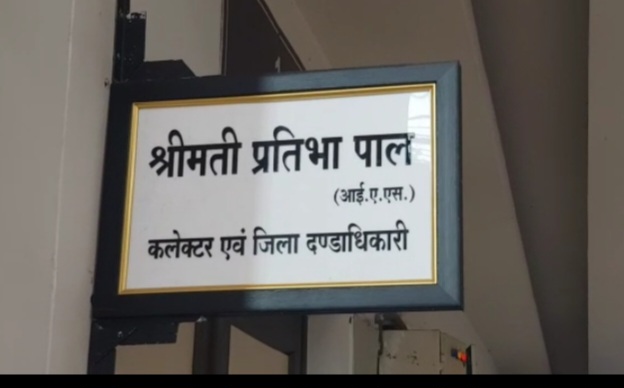 श्रीमती प्रतिभा पाल
(आई.ए.एस.)
कलेक्टर एवं जिला दण्डाधिकारी